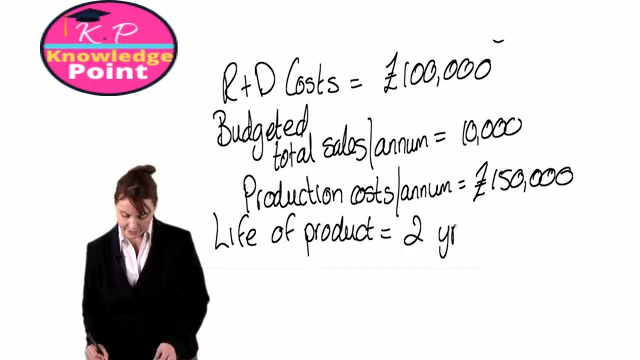 K.P
Knowledge
Point
R+D Costs = £100,000
Budgeted
total sales/annum = 10,000
Production costs/annum = £150,000
Life of product = 2 yr